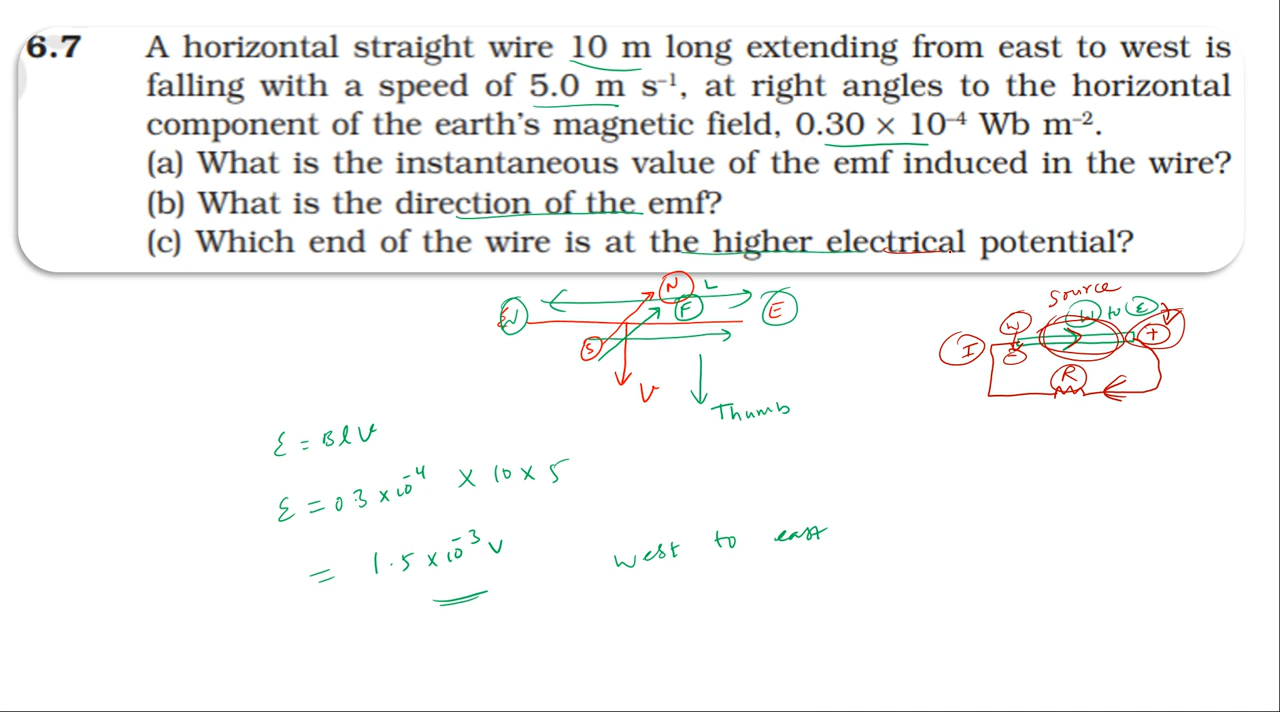 6.7 A horizontal straight wire 10 m long extending from east to west is
falling with a speed of 5.0 m s⁻¹, at right angles to the horizontal
component of the earth's magnetic field, 0.30 × 10⁻⁴ Wb m⁻².
(a) What is the instantaneous value of the emf induced in the wire?
(b) What is the direction of the emf?
(c) Which end of the wire is at the higher electrical potential?
N L
W F E
S
V
Thumb
Source
W to E
W +
I
R
ε = Blv
ε = 0.3 × 10⁻⁴ × 10 × 5
= 1.5 × 10⁻³ V
west to east